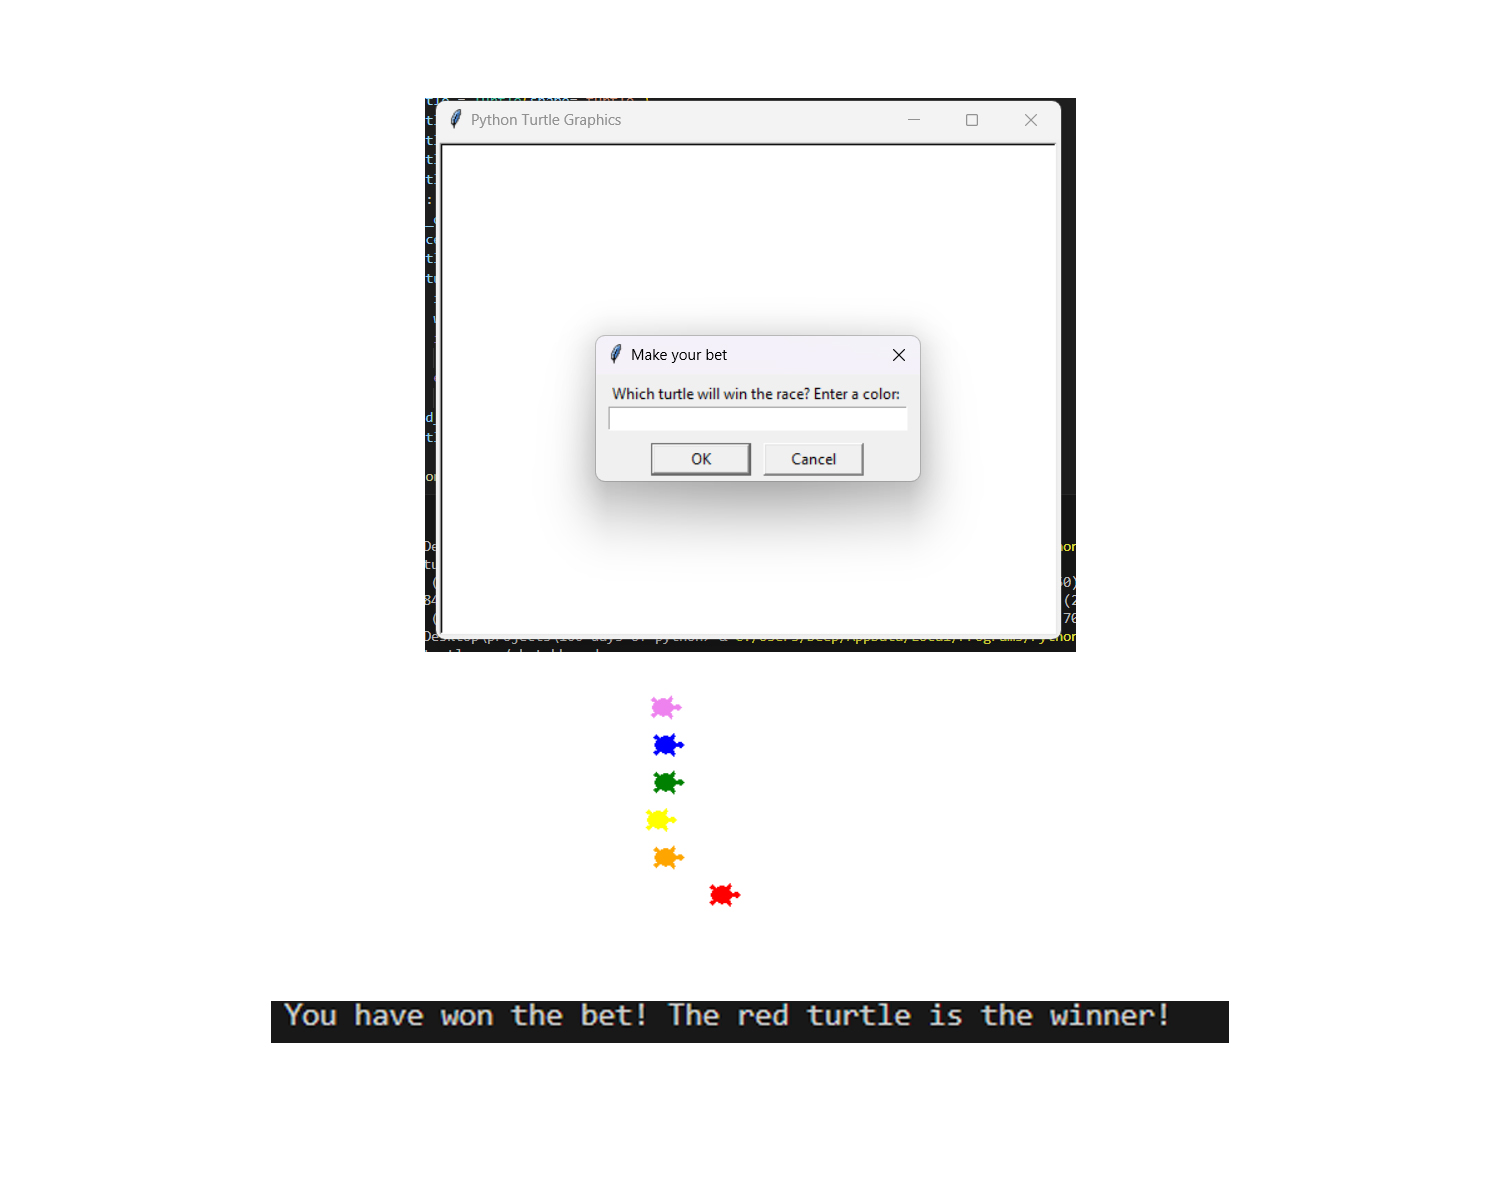 Python Turtle Graphics
Make your bet
Which turtle will win the race? Enter a color:
OK
Cancel
You have won the bet! The red turtle is the winner!